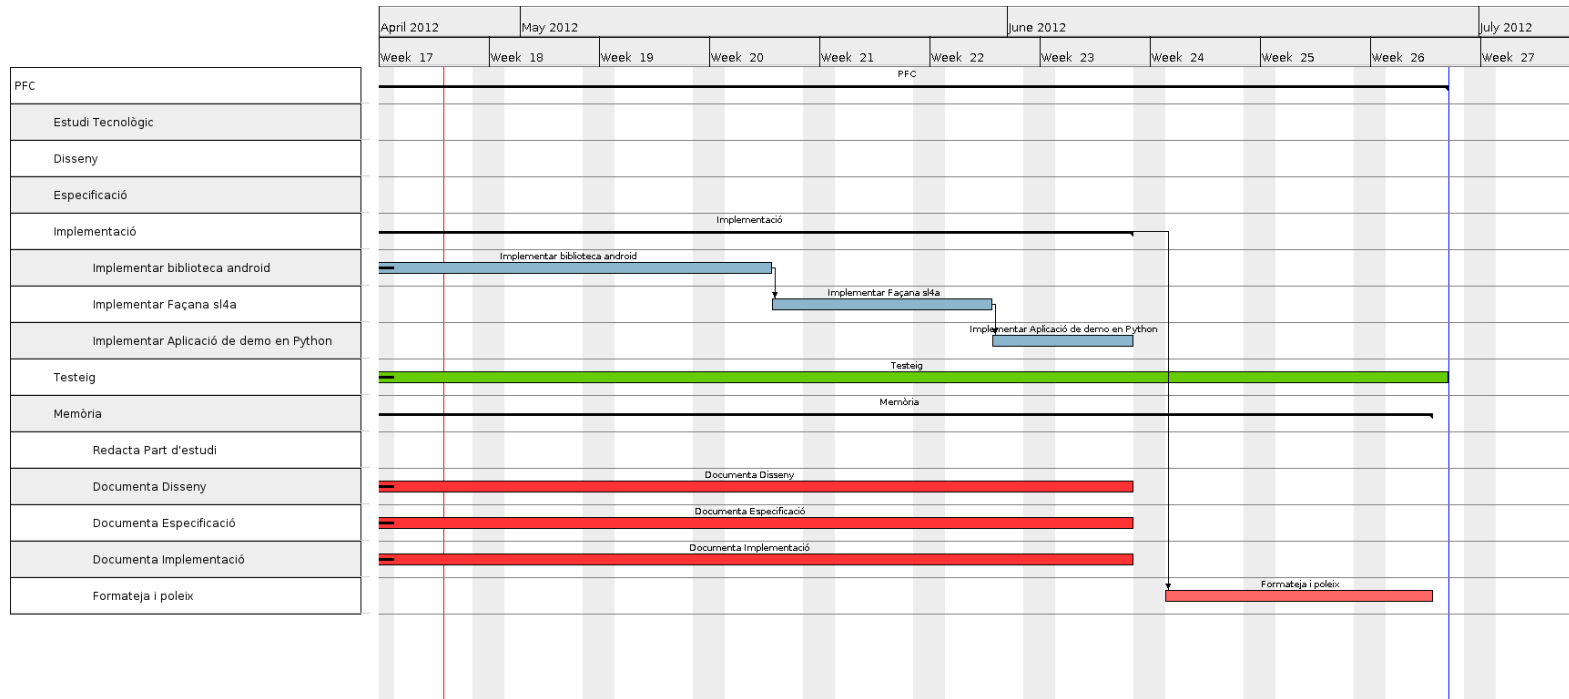 April 2012 May 2012 June 2012 July 2012
Week 17 Week 18 Week 19 Week 20 Week 21 Week 22 Week 23 Week 24 Week 25 Week 26 Week 27
PFC
PFC
Estudi Tecnològic
Disseny
Especificació
Implementació
Implementació
Implementar biblioteca android
Implementar biblioteca android
Implementar Façana sl4a
Implementar Façana sl4a
Implementar Aplicació de demo en Python
Implementar Aplicació de demo en Python
Testeig
Testeig
Memòria
Memòria
Redacta Part d'estudi
Documenta Disseny
Documenta Disseny
Documenta Especificació
Documenta Especificació
Documenta Implementació
Documenta Implementació
Formateja i poleix
Formateja i poleix